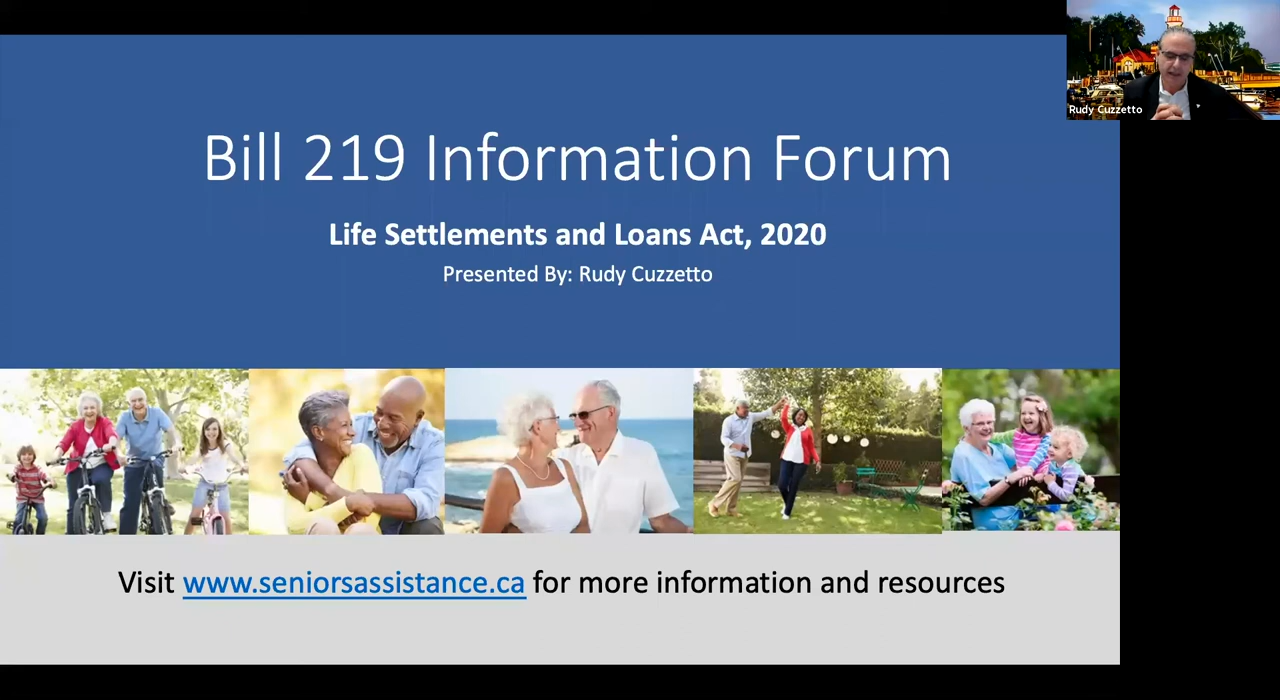 Rudy Cuzzetto
Bill 219 Information Forum
Life Settlements and Loans Act, 2020
Presented By: Rudy Cuzzetto
Visit www.seniorsassistance.ca for more information and resources